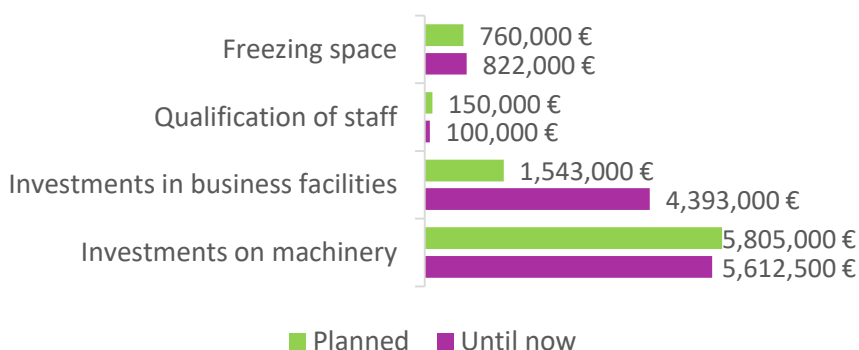 Freezing space
760,000 €
822,000 €
Qualification of staff
150,000 €
100,000 €
Investments in business facilities
1,543,000 €
4,393,000 €
Investments on machinery
5,805,000 €
5,612,500 €
Planned Until now